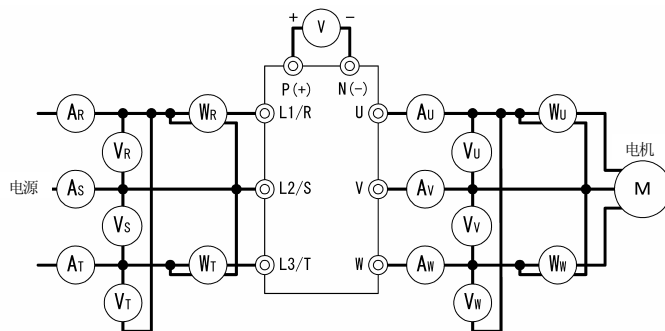 + V −
P(+) N(−)
AR WR L1/R U AU WU
VR VU 电机
电源 AS L2/S V AV M
VS VV
AT WT L3/T W AW WW
VT VW